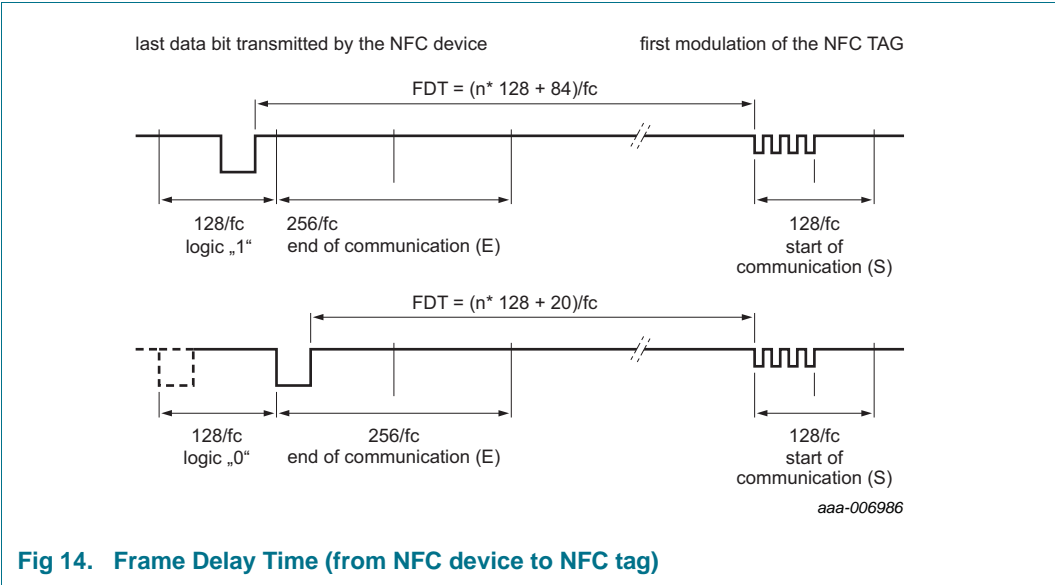 last data bit transmitted by the NFC device
first modulation of the NFC TAG
FDT = (n* 128 + 84)/fc
128/fc
logic „1“
256/fc
end of communication (E)
128/fc
start of
communication (S)
FDT = (n* 128 + 20)/fc
128/fc
logic „0“
256/fc
end of communication (E)
128/fc
start of
communication (S)
aaa-006986
Fig 14. Frame Delay Time (from NFC device to NFC tag)